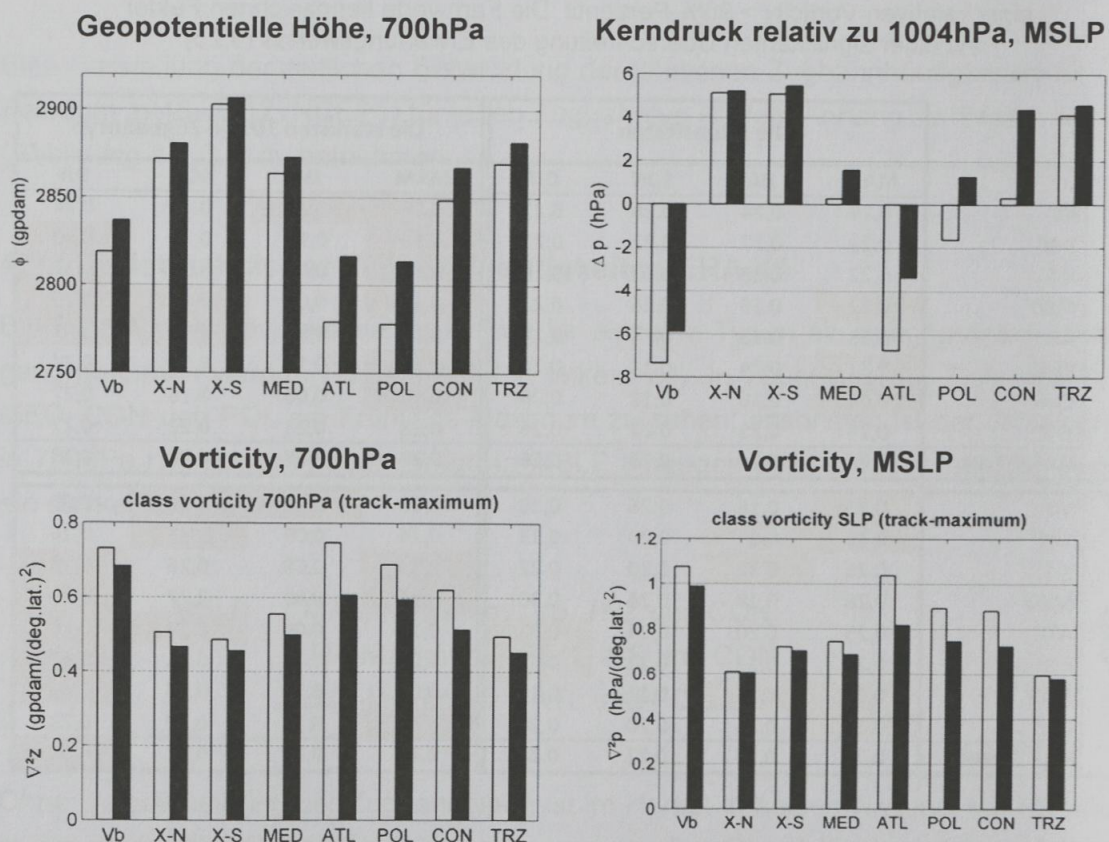 Geopotentielle Höhe, 700hPa
2900
2850
2800
2750
ϕ (gpdam)
Vb X-N X-S MED ATL POL CON TRZ
Kerndruck relativ zu 1004hPa, MSLP
6
4
2
0
-2
-4
-6
-8
Δ p (hPa)
Vb X-N X-S MED ATL POL CON TRZ
Vorticity, 700hPa
class vorticity 700hPa (track-maximum)
0.8
0.6
0.4
0.2
0
∇²z (gpdam/(deg.lat.)²
Vb X-N X-S MED ATL POL CON TRZ
Vorticity, MSLP
class vorticity SLP (track-maximum)
1.2
1
0.8
0.6
0.4
0.2
0
∇²p (hPa/(deg.lat.)²
Vb X-N X-S MED ATL POL CON TRZ